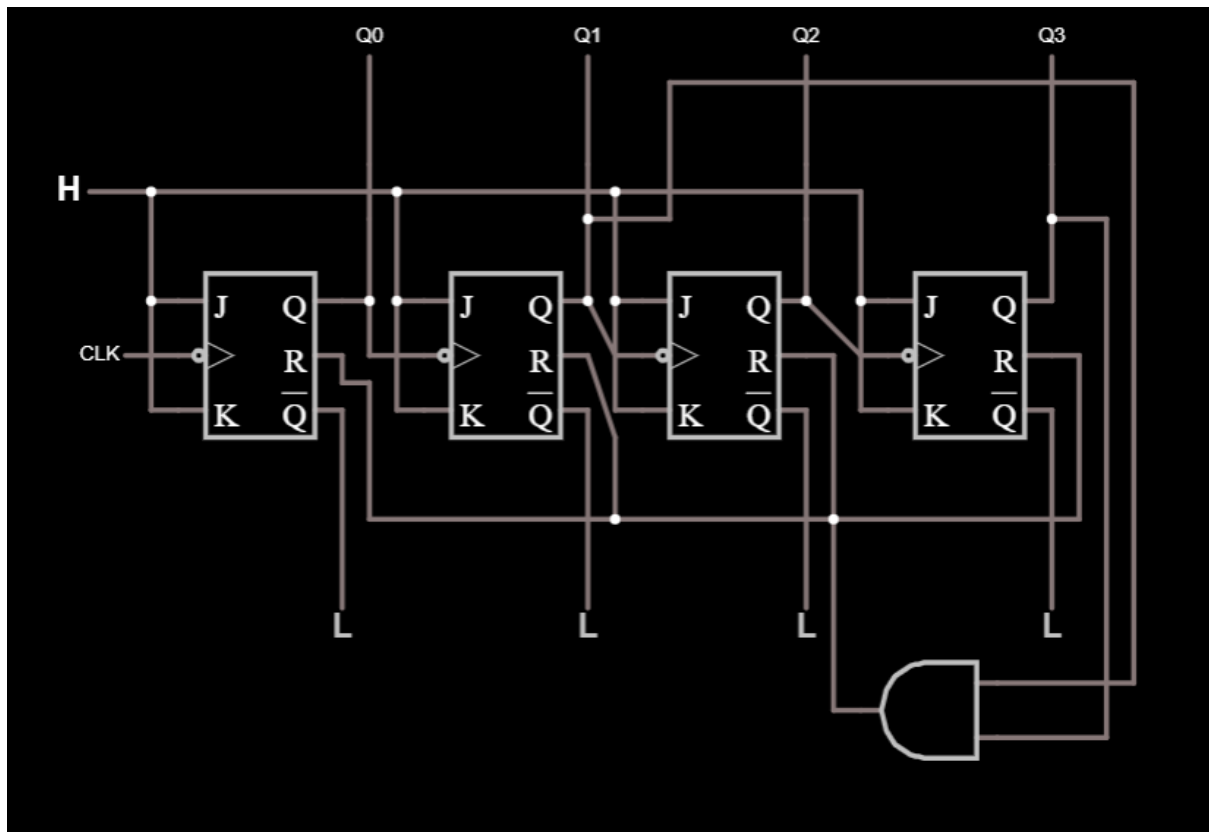 Q0 Q1 Q2 Q3
H
J Q J Q J Q J Q
CLK R R R R
K Q̅ K Q̅ K Q̅ K Q̅
L L L L